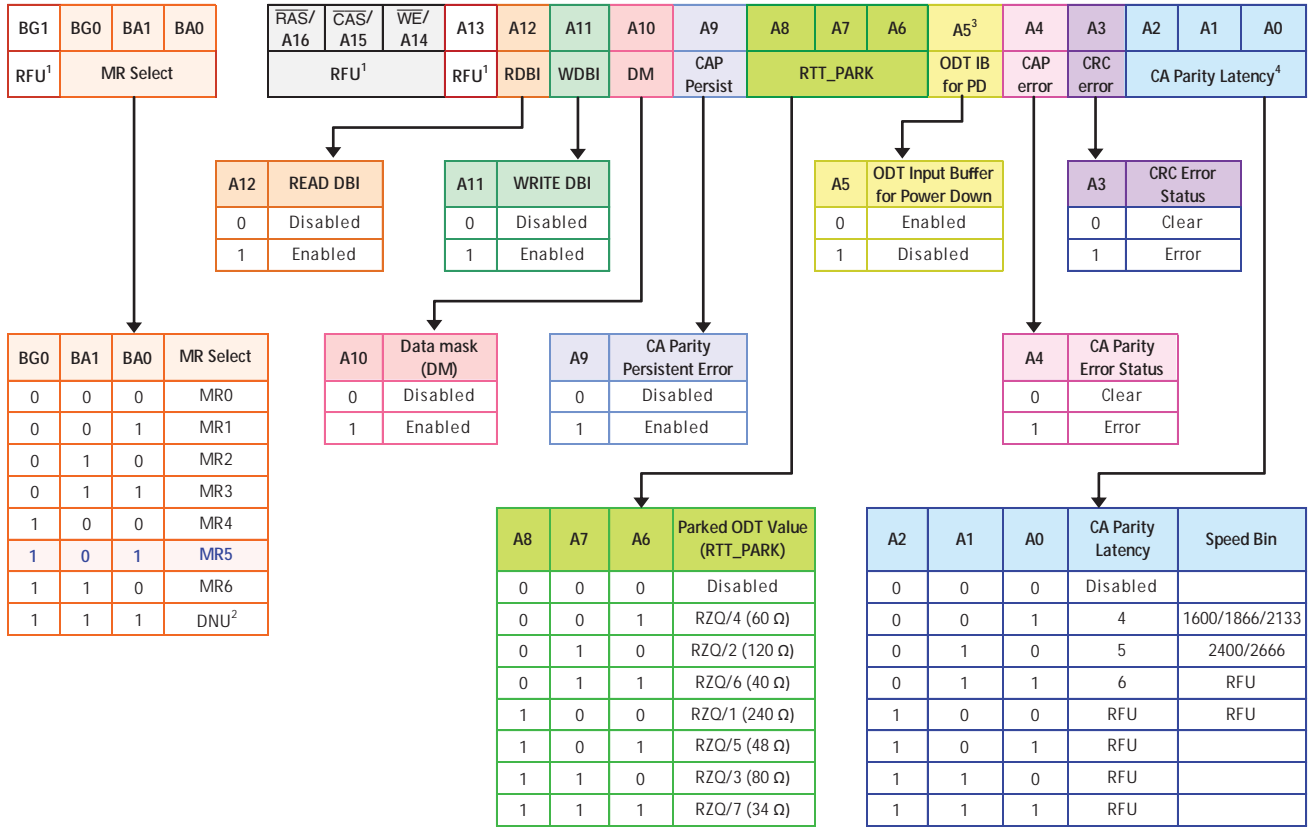 BG1 BG0 BA1 BA0 RAS/ A16 CAS/ A15 WE/ A14 A13 A12 A11 A10 A9 A8 A7 A6 A5³ A4 A3 A2 A1 A0
RFU¹ MR Select RFU¹ RFU¹ RDBI WDBI DM CAP Persist RTT_PARK ODT IB for PD CAP error CRC error CA Parity Latency⁴
A12 READ DBI
0 Disabled
1 Enabled
A11 WRITE DBI
0 Disabled
1 Enabled
A5 ODT Input Buffer for Power Down
0 Enabled
1 Disabled
A3 CRC Error Status
0 Clear
1 Error
BG0 BA1 BA0 MR Select
0 0 0 MR0
0 0 1 MR1
0 1 0 MR2
0 1 1 MR3
1 0 0 MR4
1 0 1 MR5
1 1 0 MR6
1 1 1 DNU²
A10 Data mask (DM)
0 Disabled
1 Enabled
A9 CA Parity Persistent Error
0 Disabled
1 Enabled
A4 CA Parity Error Status
0 Clear
1 Error
A8 A7 A6 Parked ODT Value (RTT_PARK)
0 0 0 Disabled
0 0 1 RZQ/4 (60 Ω)
0 1 0 RZQ/2 (120 Ω)
0 1 1 RZQ/6 (40 Ω)
1 0 0 RZQ/1 (240 Ω)
1 0 1 RZQ/5 (48 Ω)
1 1 0 RZQ/3 (80 Ω)
1 1 1 RZQ/7 (34 Ω)
A2 A1 A0 CA Parity Latency Speed Bin
0 0 0 Disabled
0 0 1 4 1600/1866/2133
0 1 0 5 2400/2666
0 1 1 6 RFU
1 0 0 RFU RFU
1 0 1 RFU
1 1 0 RFU
1 1 1 RFU